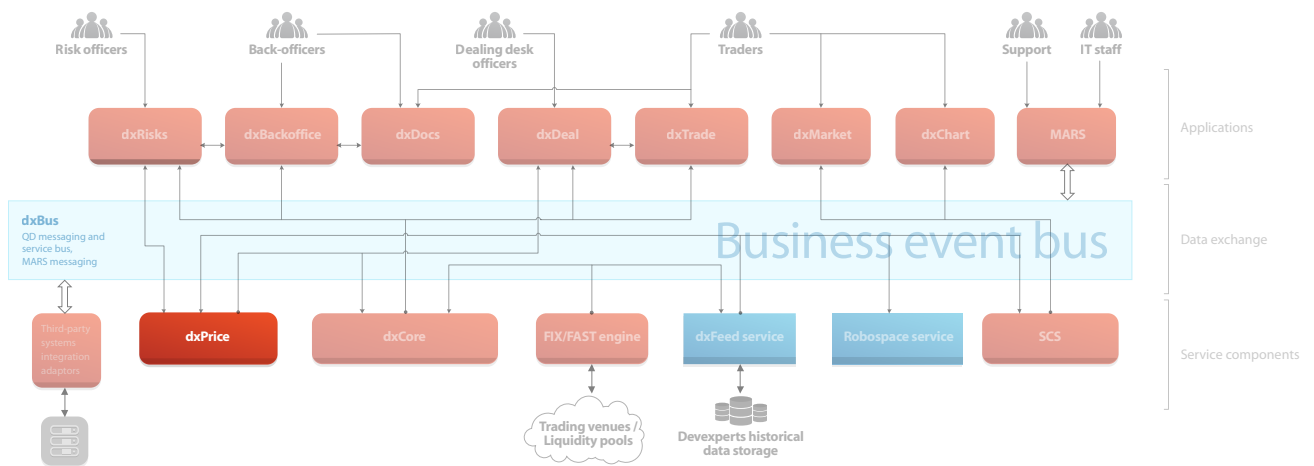 Risk officers
Back-officers
Dealing desk
officers
Traders
Support
IT staff
dxRisks
dxBackoffice
dxDocs
dxDeal
dxTrade
dxMarket
dxChart
MARS
Applications
dxBus
QD messaging and
service bus,
MARS messaging
Business event bus
Data exchange
Third-party
systems
integration
adaptors
dxPrice
dxCore
FIX/FAST engine
dxFeed service
Robospace service
SCS
Service components
Trading venues /
Liquidity pools
Devexperts historical
data storage